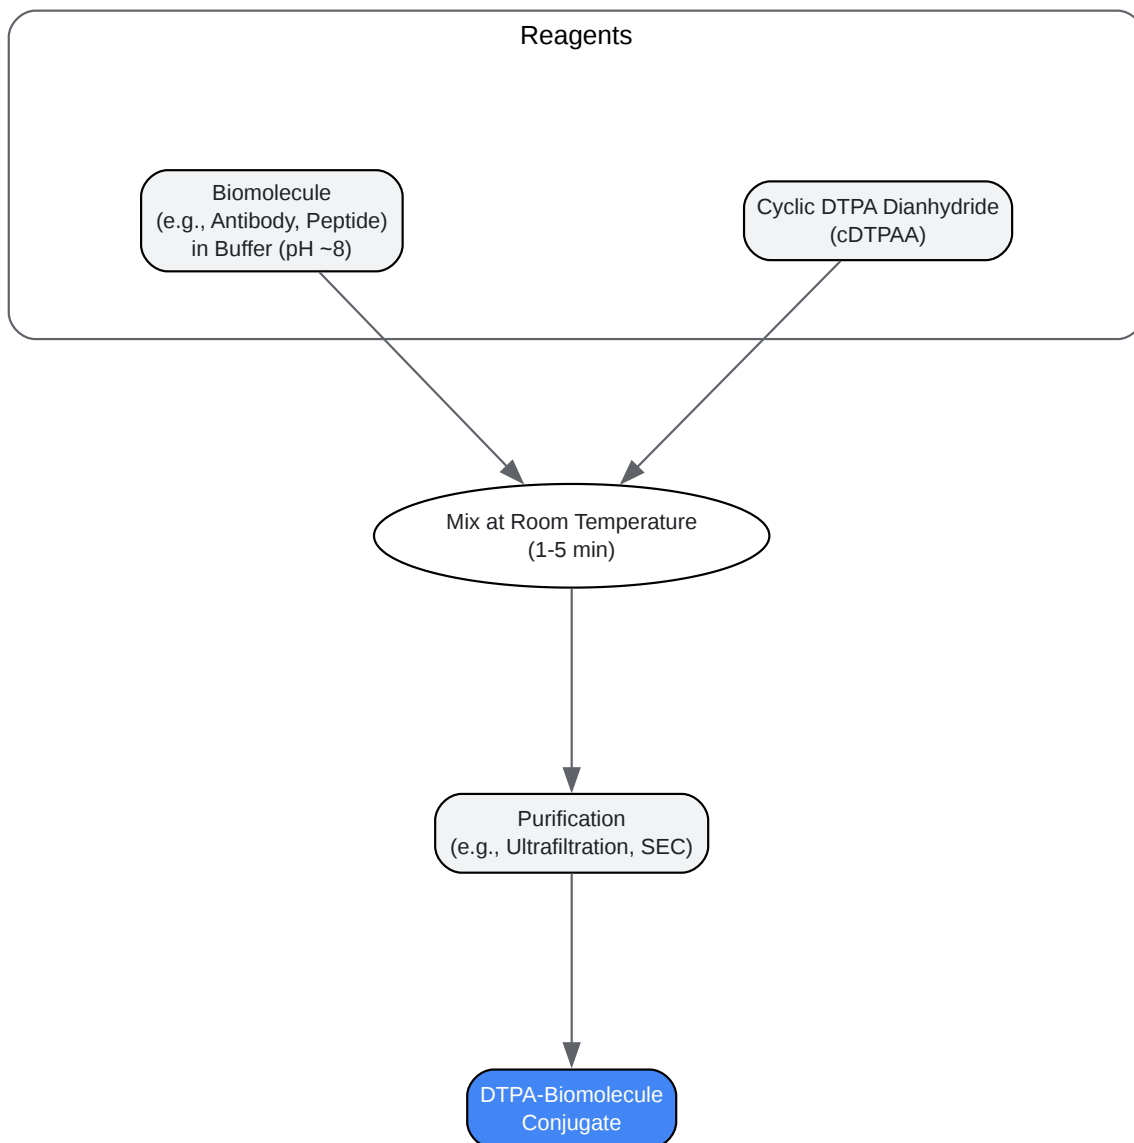 Reagents
Biomolecule
(e.g., Antibody, Peptide)
in Buffer (pH ~8)
Cyclic DTPA Dianhydride
(cDTPAA)
Mix at Room Temperature
(1-5 min)
Purification
(e.g., Ultrafiltration, SEC)
DTPA-Biomolecule
Conjugate